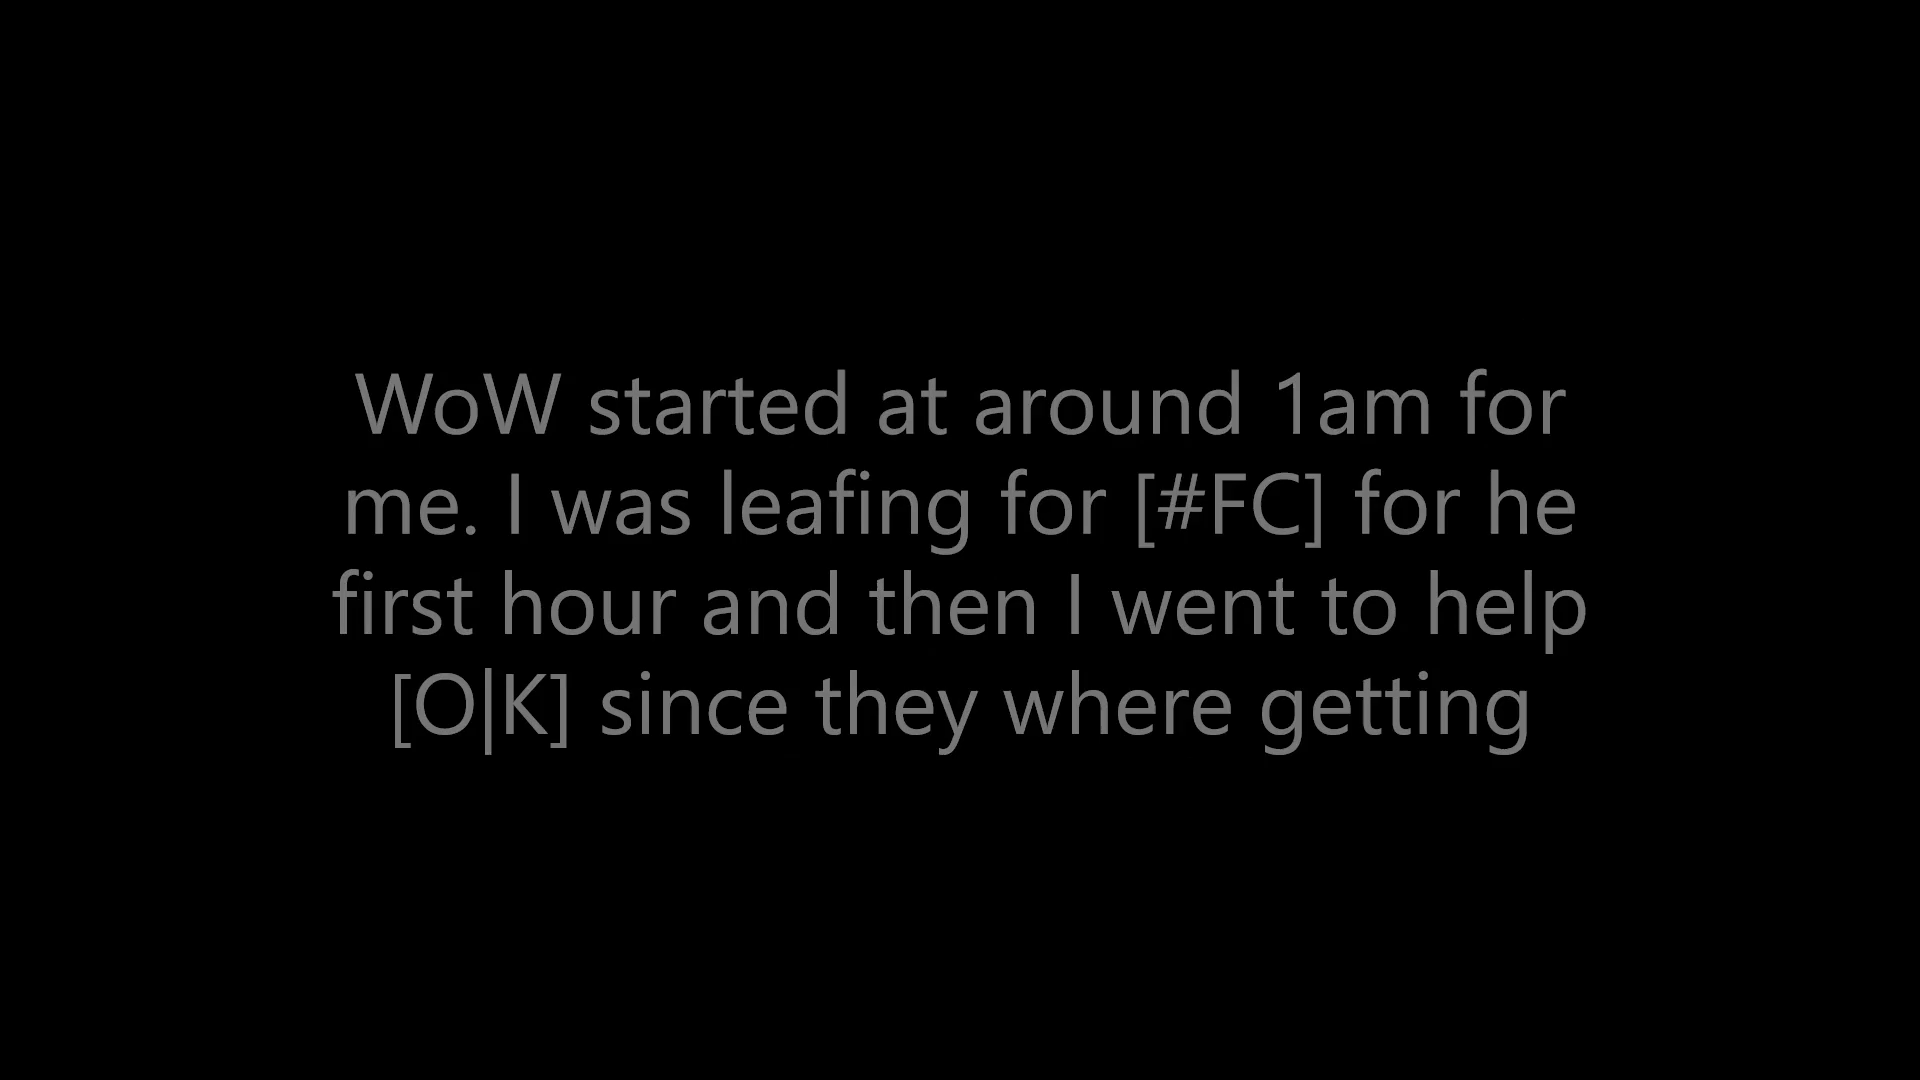 WoW started at around 1am for
me. I was leafing for [#FC] for he
first hour and then I went to help
[O|K] since they where getting